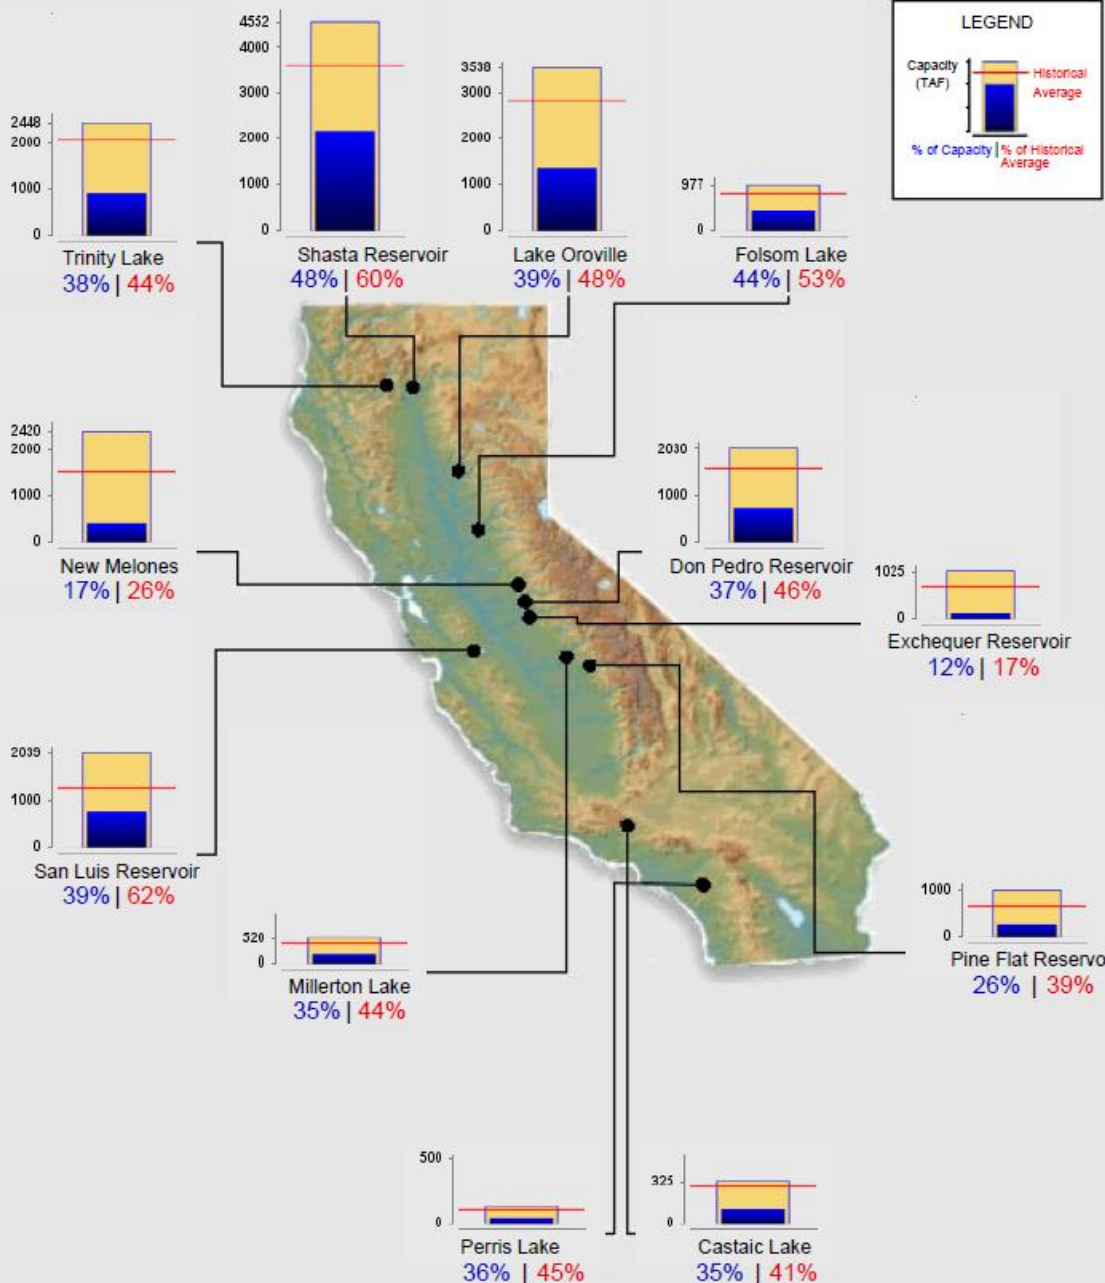 4552
4000
3000
2000
1000
0
Shasta Reservoir
48% | 60%
3538
3000
2000
1000
0
Lake Oroville
39% | 48%
LEGEND
Capacity
(TAF)
Historical
Average
% of Capacity | % of Historical
Average
2448
2000
1000
0
Trinity Lake
38% | 44%
977
0
Folsom Lake
44% | 53%
2420
2000
1000
0
New Melones
17% | 26%
2030
1000
0
Don Pedro Reservoir
37% | 46%
1025
0
Exchequer Reservoir
12% | 17%
2039
1000
0
San Luis Reservoir
39% | 62%
520
0
Millerton Lake
35% | 44%
1000
0
Pine Flat Reservo
26% | 39%
500
0
Perris Lake
36% | 45%
325
0
Castaic Lake
35% | 41%